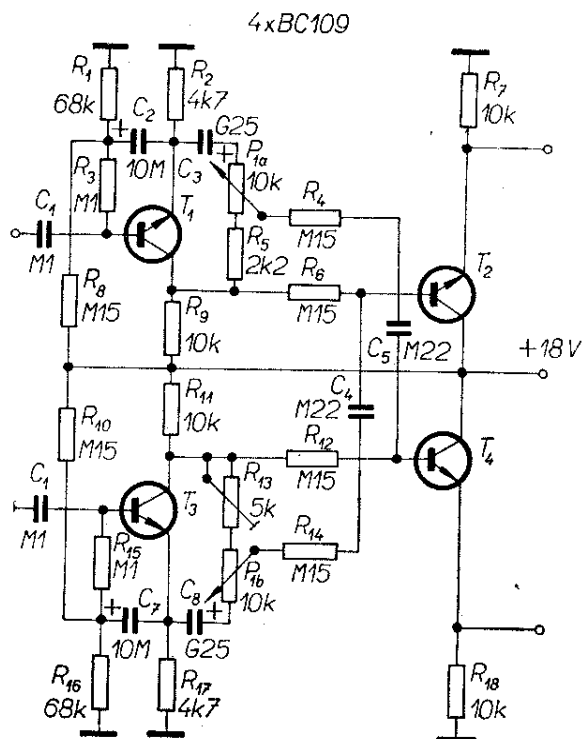 4xBC109
R1
68k
R2
4k7
R7
10k
C2
10M
G25
C3
P1a
10k
R3
M1
C1
M1
T1
R4
M15
R5
2k2
R6
M15
T2
R8
M15
R9
10k
C5
M22
+18V
C4
M22
R10
M15
R11
10k
R12
M15
T4
C1
M1
T3
R13
5k
R14
M15
R15
M1
P1b
10k
C7
10M
C8
G25
R16
68k
R17
4k7
R18
10k